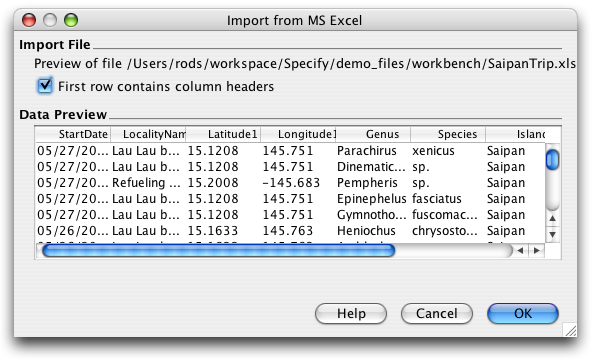 Import from MS Excel
Import File
Preview of file /Users/rods/workspace/Specify/demo_files/workbench/SaipanTrip.xls
First row contains column headers
Data Preview
StartDate LocalityNam Latitude1 Longitude1 Genus Species Island
05/27/20... Lau Lau b... 15.1208 145.751 Parachirus xenicus Saipan
05/27/20... Lau Lau b... 15.1208 145.751 Dinematic... sp. Saipan
05/27/20... Refueling ... 15.2008 -145.683 Pempheris sp. Saipan
05/27/20... Lau Lau b... 15.1208 145.751 Epinephelus fasciatus Saipan
05/27/20... Lau Lau b... 15.1208 145.751 Gymnotho... fuscomac... Saipan
05/26/20... Lau Lau b... 15.1633 145.763 Heniochus chrysosto... Saipan
Help Cancel OK